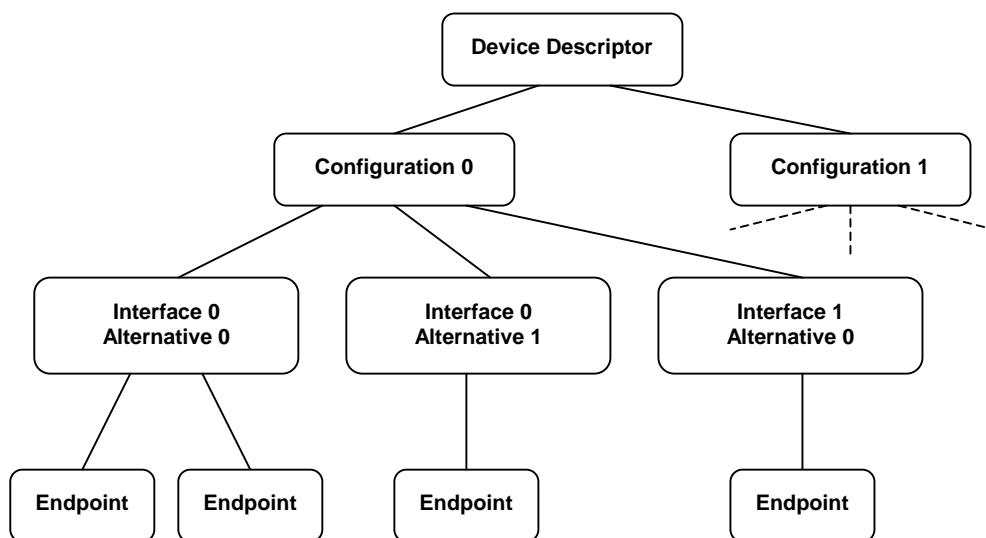 Device Descriptor
Configuration 0
Configuration 1
Interface 0
Alternative 0
Interface 0
Alternative 1
Interface 1
Alternative 0
Endpoint
Endpoint
Endpoint
Endpoint